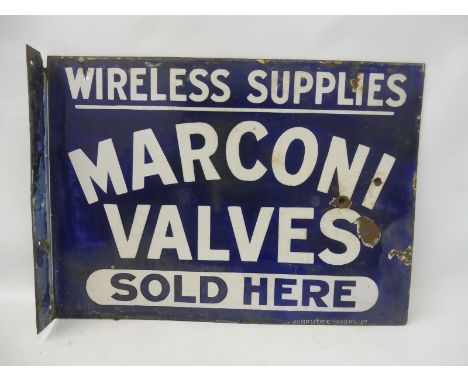 WIRELESS SUPPLIES
MARCONI
VALVES
SOLD HERE